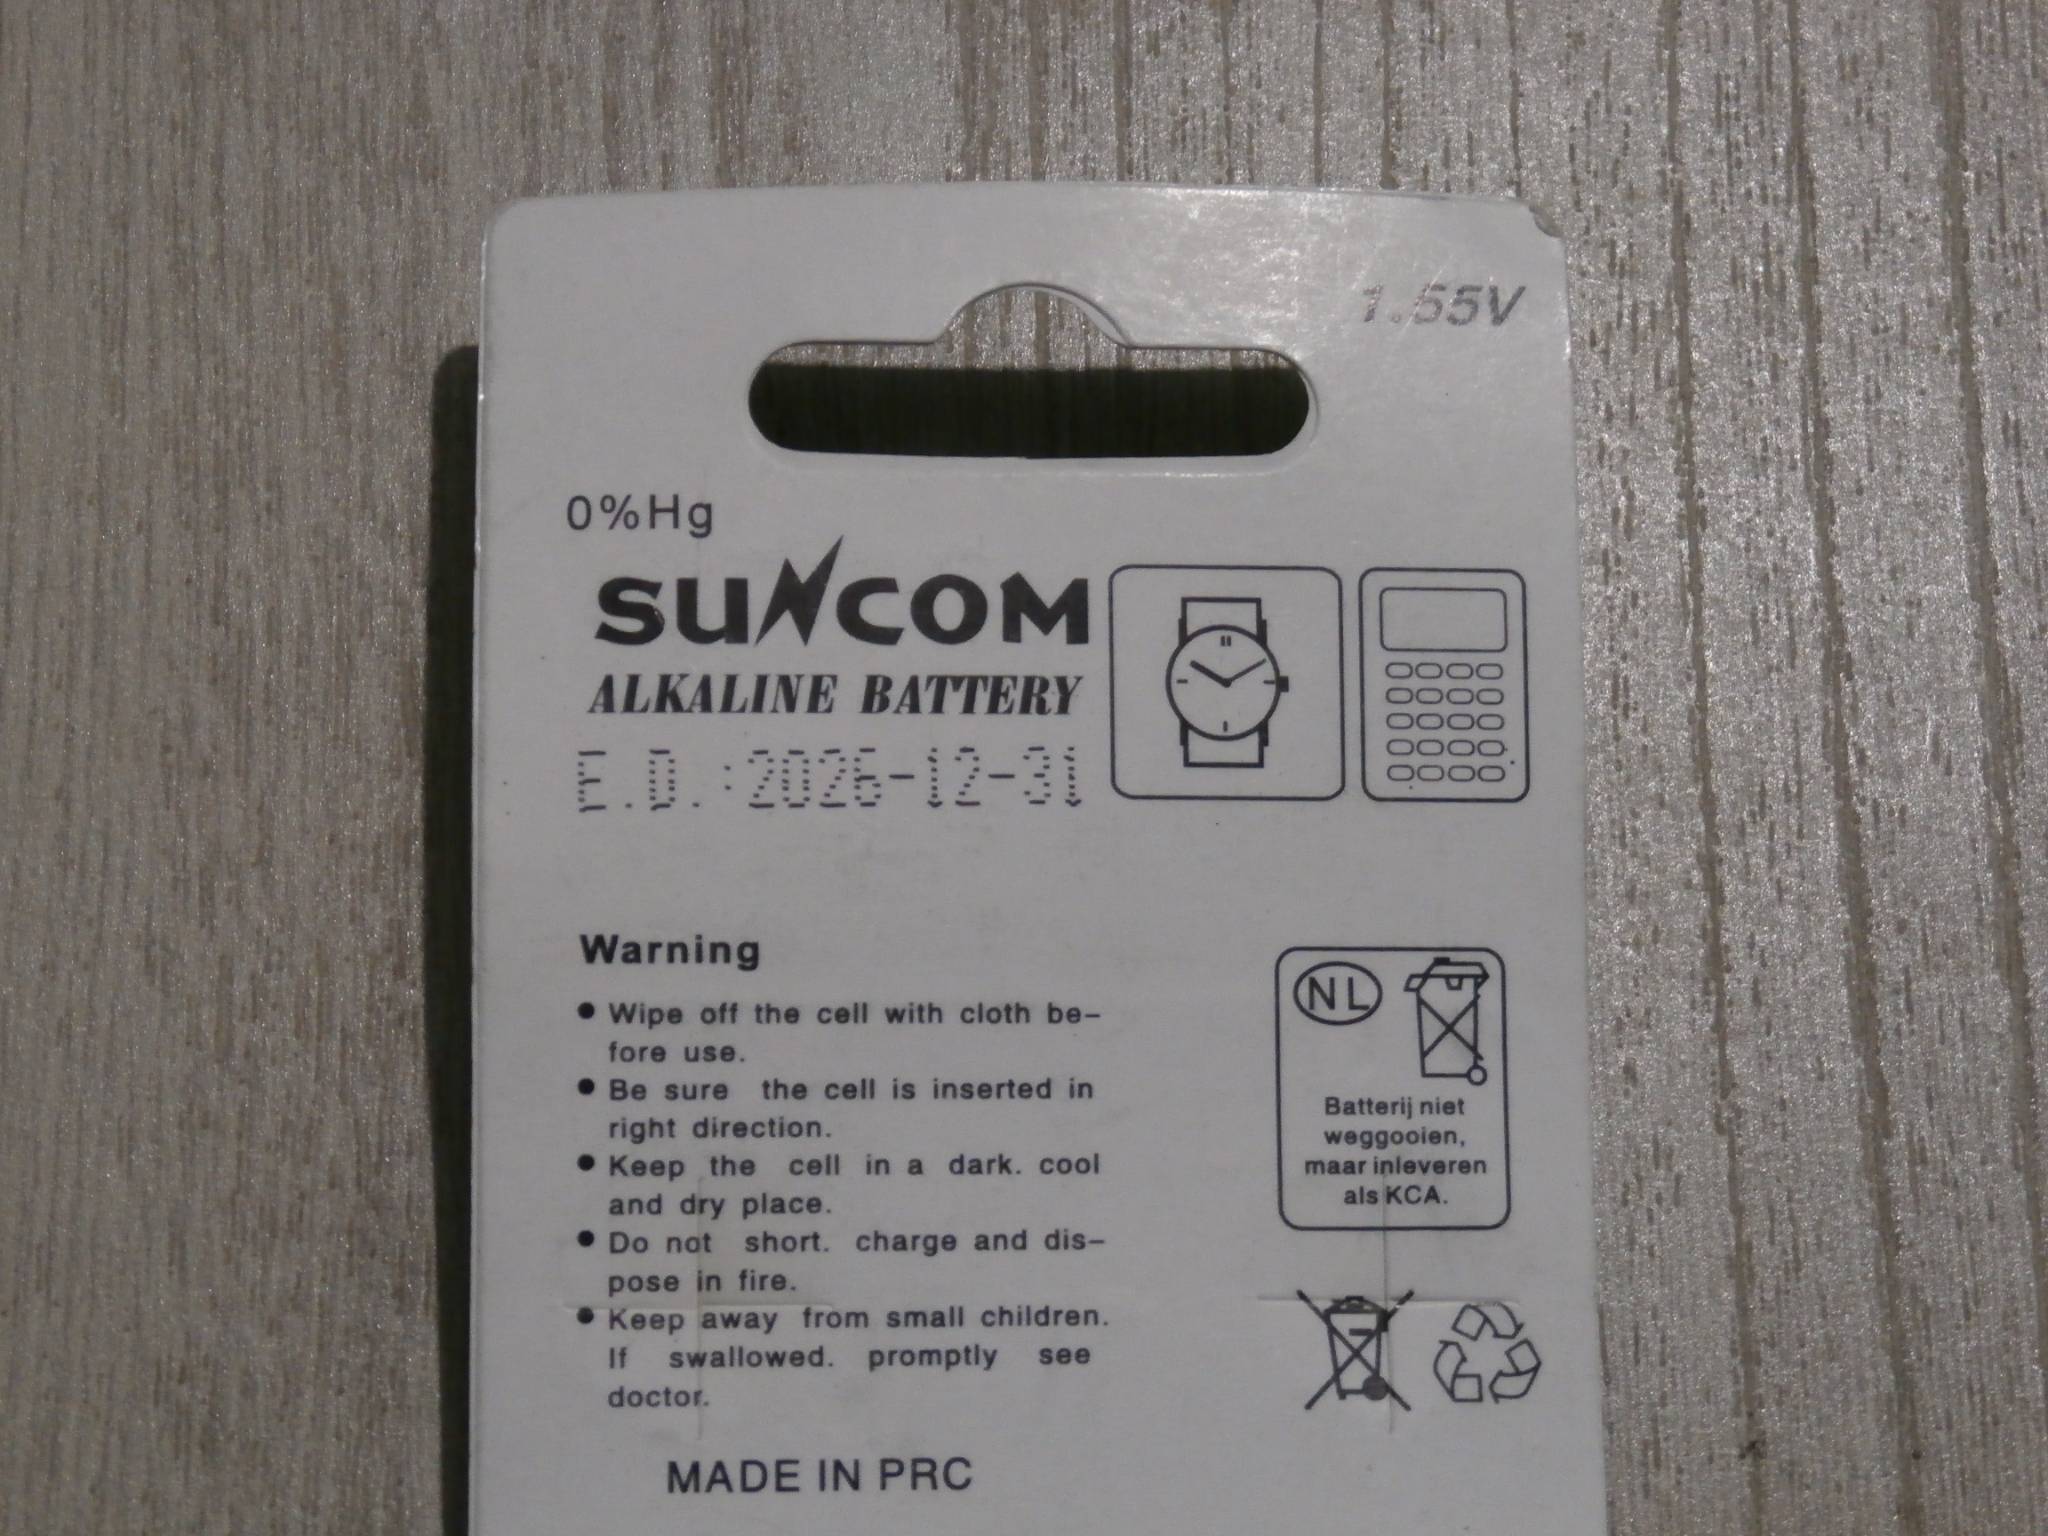 1.55V
0%Hg
SUNCOM
ALKALINE BATTERY
E.D.:2026-12-31
Warning
● Wipe off the cell with cloth be-
fore use.
● Be sure the cell is inserted in
right direction.
● Keep the cell in a dark. cool
and dry place.
● Do not short. charge and dis-
pose in fire.
● Keep away from small children.
If swallowed. promptly see
doctor.
MADE IN PRC
NL
Batterij niet
weggooien,
maar inleveren
als KCA.